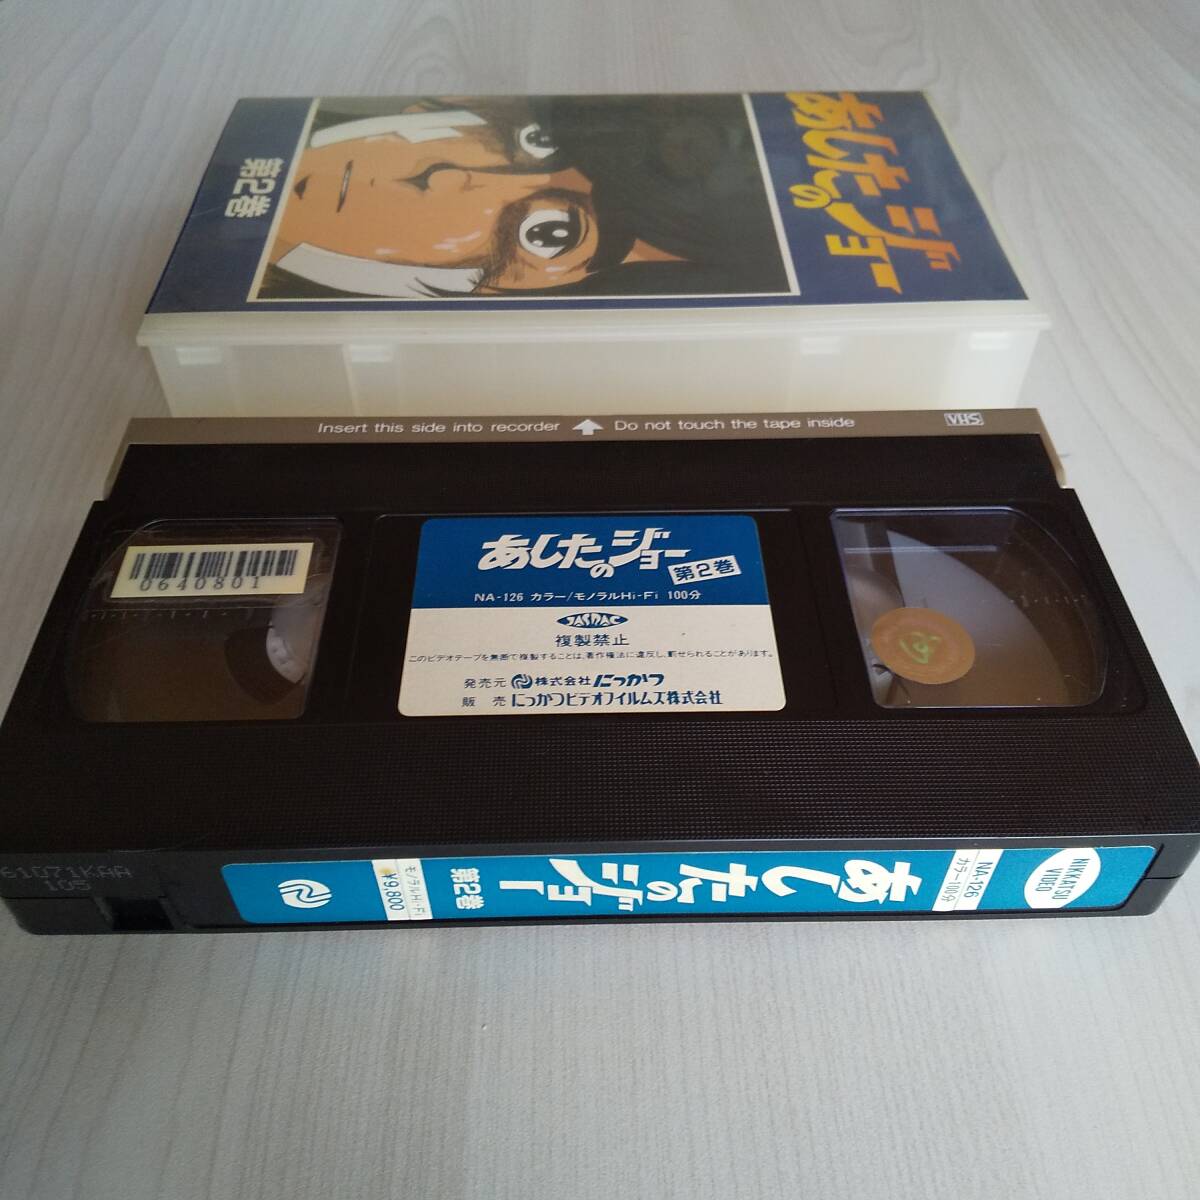 あしたのジョー
第2巻
Insert this side into recorder Do not touch the tape inside
VHS
0640801
あしたのジョー
第2巻
NA-126 カラー/モノラルHi-Fi 100分
JASRAC
複製禁止
このビデオテープを無断で複製することは、著作権法に違反し、罰せられることがあります。
発売元 株式会社にっかつ
販 売 にっかつビデオフイルムズ株式会社
61071KAA
105
NIKKATSU
VIDEO
NA-126
カラー100分
あしたのジョー
第2巻
¥9,800
モノラルHi-Fi